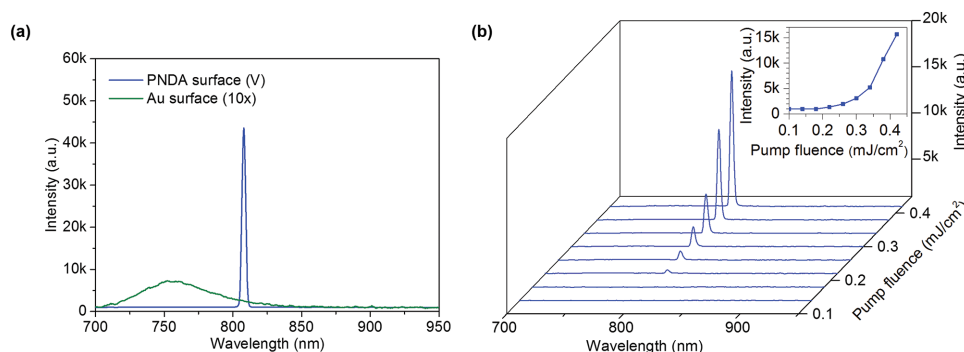 (a)
60k
50k
40k
30k
20k
10k
0
Intensity (a.u.)
PNDA surface (V)
Au surface (10x)
700 750 800 850 900 950
Wavelength (nm)
(b)
20k
15k
10k
5k
Intensity (a.u.)
15k
10k
5k
0
Intensity (a.u.)
0.1 0.2 0.3 0.4
Pump fluence (mJ/cm²)
0.4
0.3
0.2
0.1
Pump fluence (mJ/cm²)
700 800 900
Wavelength (nm)